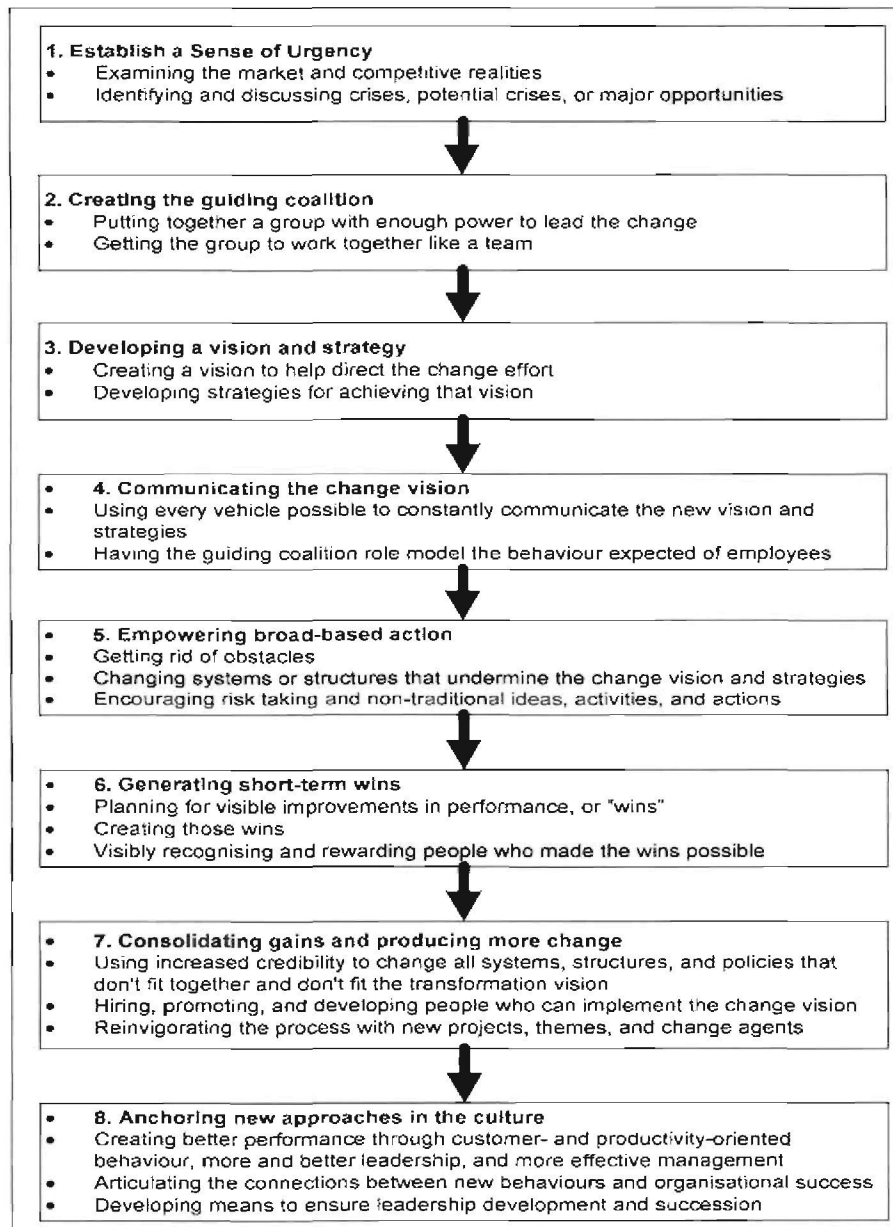 1. Establish a Sense of Urgency
• Examining the market and competitive realities
• Identifying and discussing crises, potential crises, or major opportunities
2. Creating the guiding coalition
• Putting together a group with enough power to lead the change
• Getting the group to work together like a team
3. Developing a vision and strategy
• Creating a vision to help direct the change effort
• Developing strategies for achieving that vision
• 4. Communicating the change vision
• Using every vehicle possible to constantly communicate the new vision and
strategies
• Having the guiding coalition role model the behaviour expected of employees
• 5. Empowering broad-based action
• Getting rid of obstacles
• Changing systems or structures that undermine the change vision and strategies
• Encouraging risk taking and non-traditional ideas, activities, and actions
• 6. Generating short-term wins
• Planning for visible improvements in performance, or "wins"
• Creating those wins
• Visibly recognising and rewarding people who made the wins possible
• 7. Consolidating gains and producing more change
• Using increased credibility to change all systems, structures, and policies that
don't fit together and don't fit the transformation vision
• Hiring, promoting, and developing people who can implement the change vision
• Reinvigorating the process with new projects, themes, and change agents
• 8. Anchoring new approaches in the culture
• Creating better performance through customer- and productivity-oriented
behaviour, more and better leadership, and more effective management
• Articulating the connections between new behaviours and organisational success
• Developing means to ensure leadership development and succession